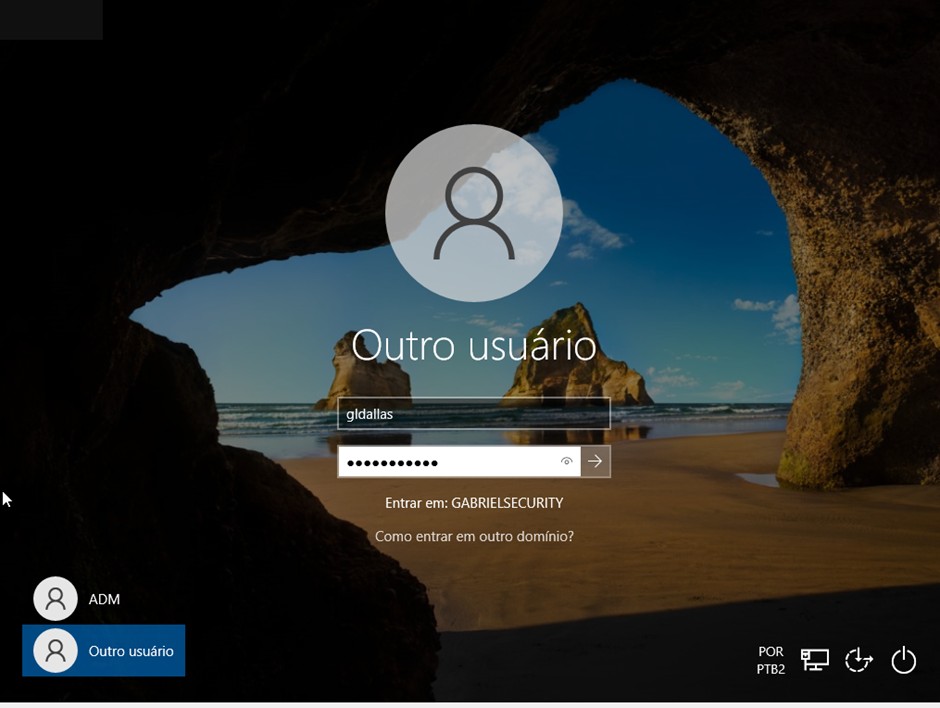 Outro usuário
gldallas
●●●●●●●●●●●
Entrar em: GABRIELSECURITY
Como entrar em outro domínio?
ADM
Outro usuário
POR
PTB2